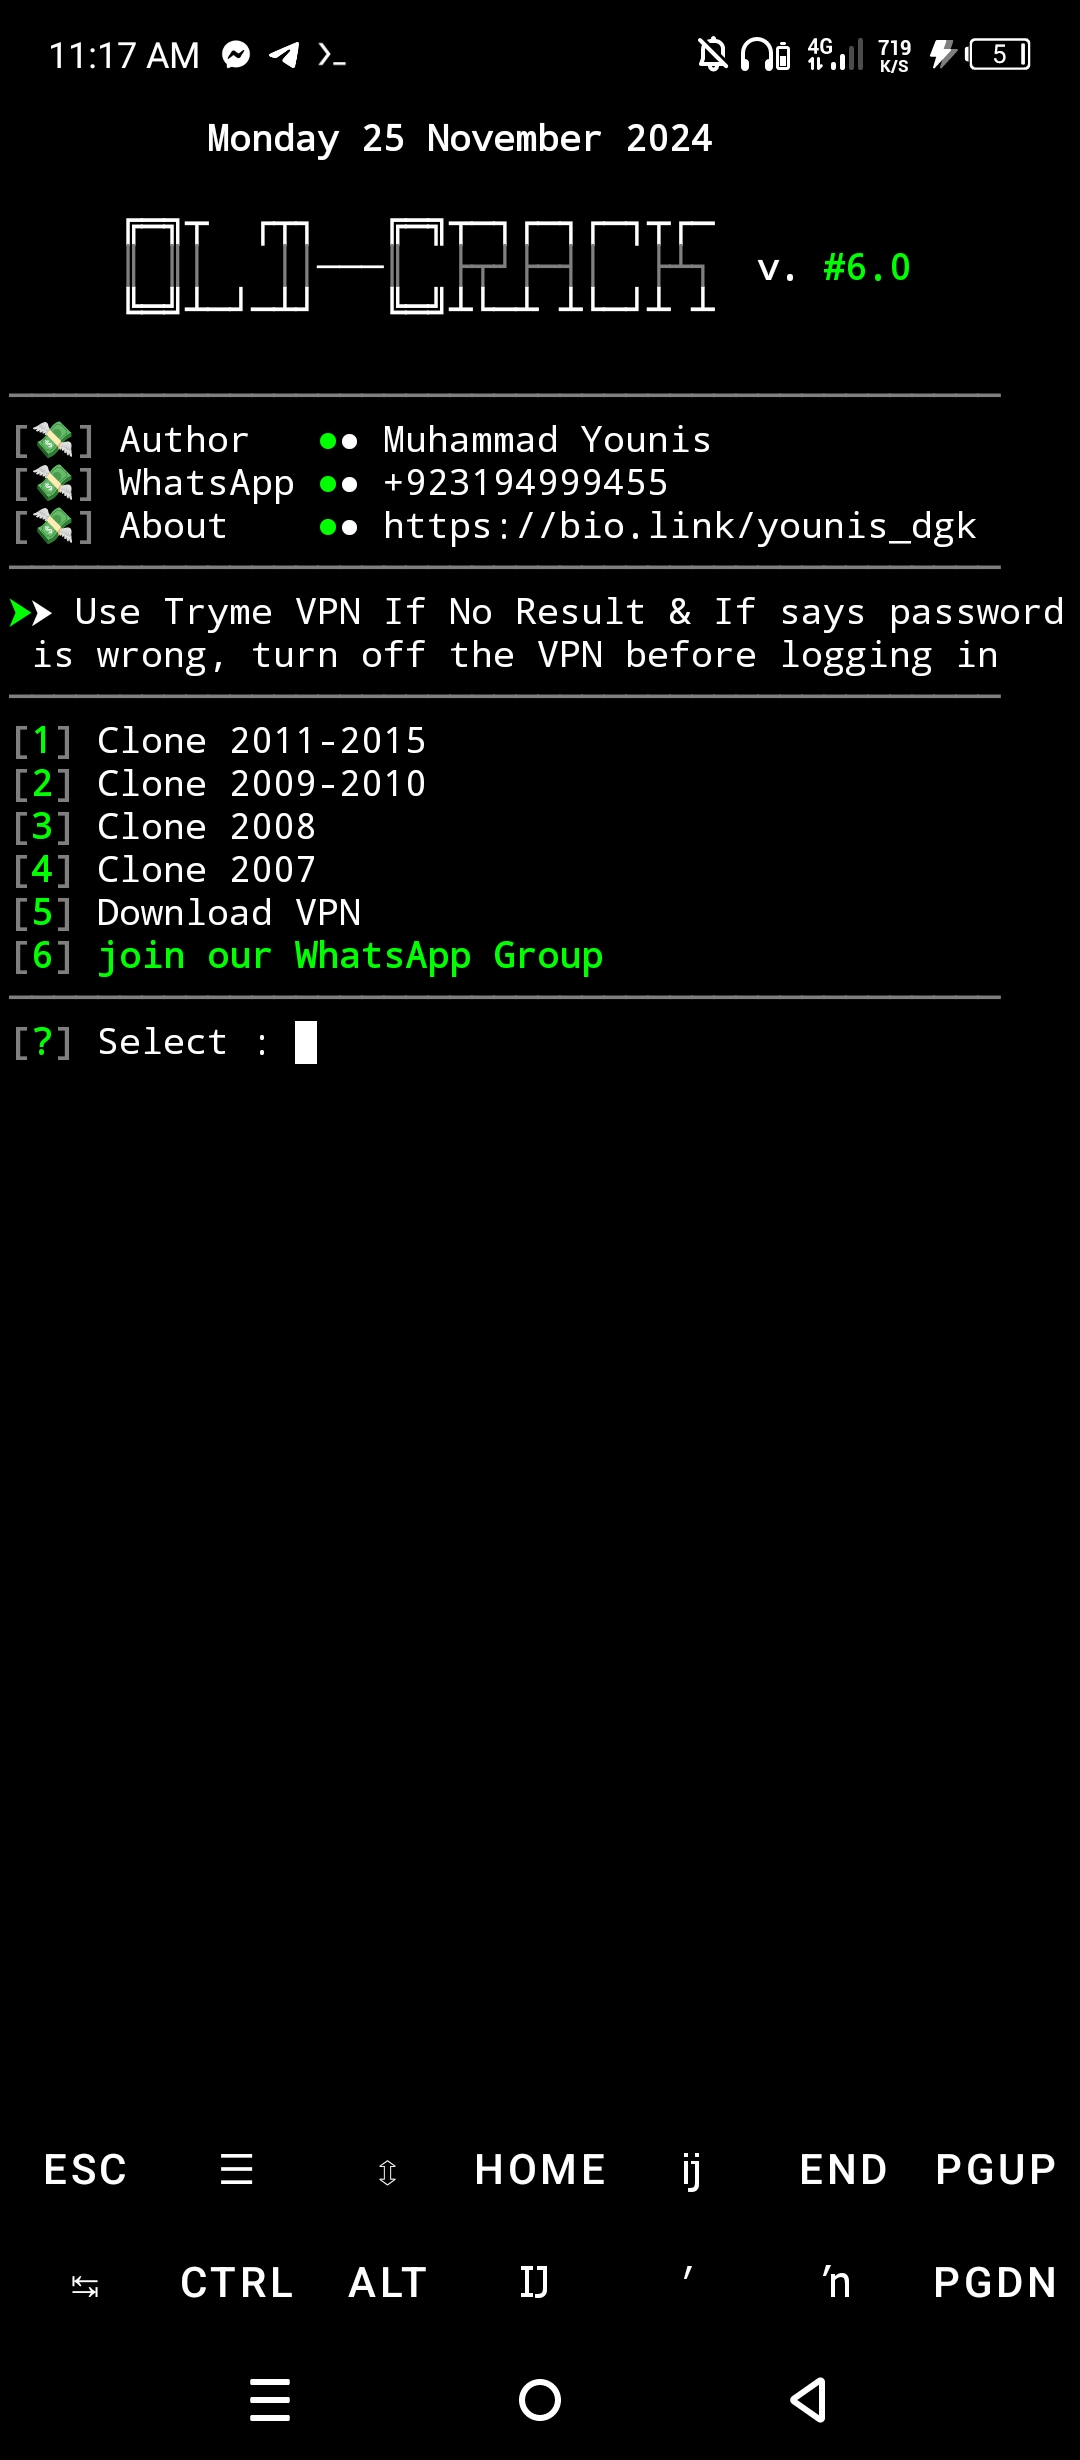 11:17 AM
4G 719 K/S 5
Monday 25 November 2024
OLD-CRACK v. #6.0
[💸] Author ●● Muhammad Younis
[💸] WhatsApp ●● +923194999455
[💸] About ●● https://bio.link/younis_dgk
➤➤ Use Tryme VPN If No Result & If says password
is wrong, turn off the VPN before logging in
[1] Clone 2011-2015
[2] Clone 2009-2010
[3] Clone 2008
[4] Clone 2007
[5] Download VPN
[6] join our WhatsApp Group
[?] Select :
ESC ☰ ⇳ HOME ĳ END PGUP
↹ CTRL ALT Ĳ ′ ŉ PGDN